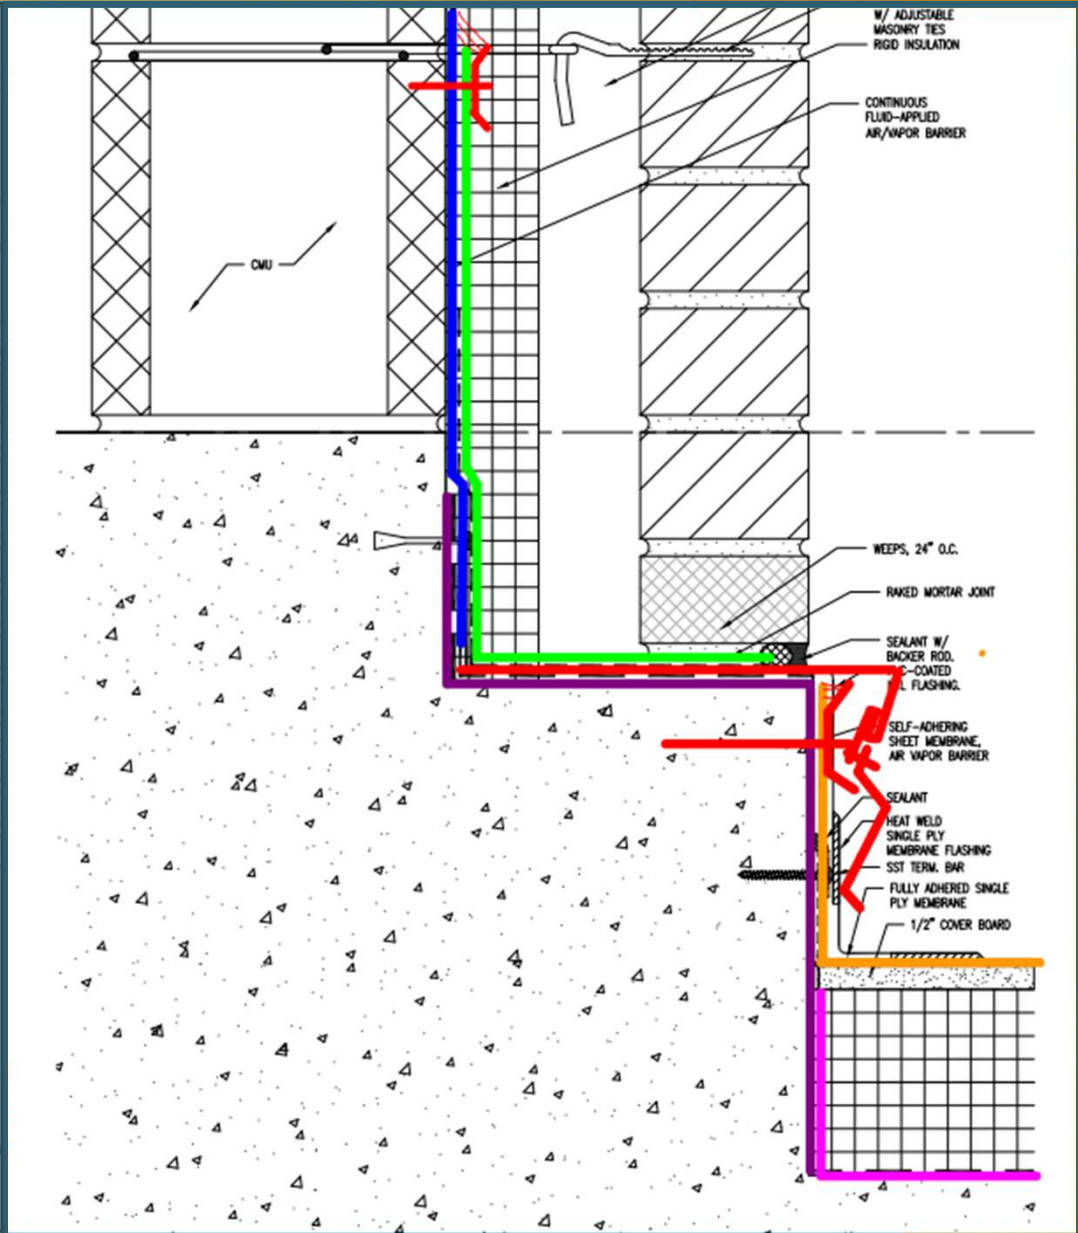 W/ ADJUSTABLE
MASONRY TIES
RIGID INSULATION
CONTINUOUS
FLUID-APPLIED
AIR/VAPOR BARRIER
CMU
WEEPS, 24" O.C.
RAKED MORTAR JOINT
SEALANT W/
BACKER ROD.
C-COATED
FLASHING.
SELF-ADHERING
SHEET MEMBRANE,
AIR VAPOR BARRIER
SEALANT
HEAT WELD
SINGLE PLY
MEMBRANE FLASHING
SST TERM. BAR
FULLY ADHERED SINGLE
PLY MEMBRANE
1/2" COVER BOARD